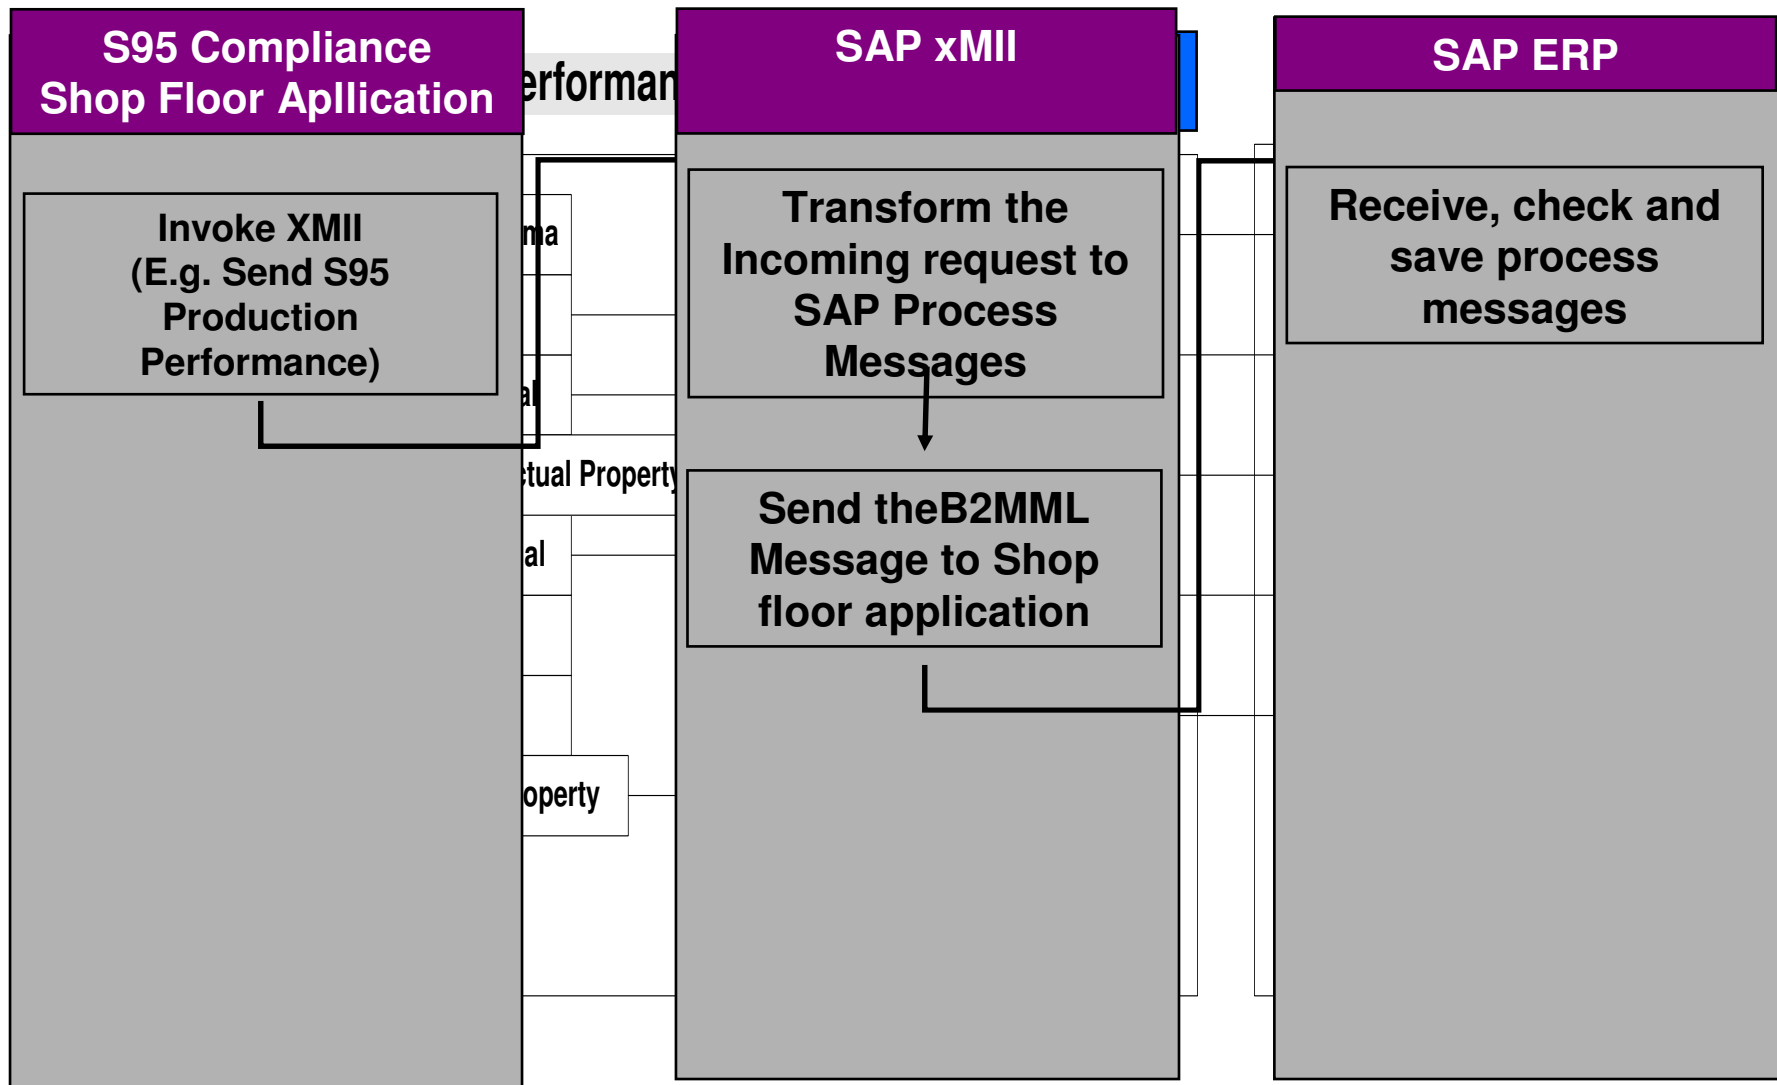 S95 Compliance
Shop Floor Apllication
Invoke XMII
(E.g. Send S95
Production
Performance)
erforman
ma
al
ctual Property
al
operty
SAP xMII
Transform the
Incoming request to
SAP Process
Messages
Send theB2MML
Message to Shop
floor application
SAP ERP
Receive, check and
save process
messages